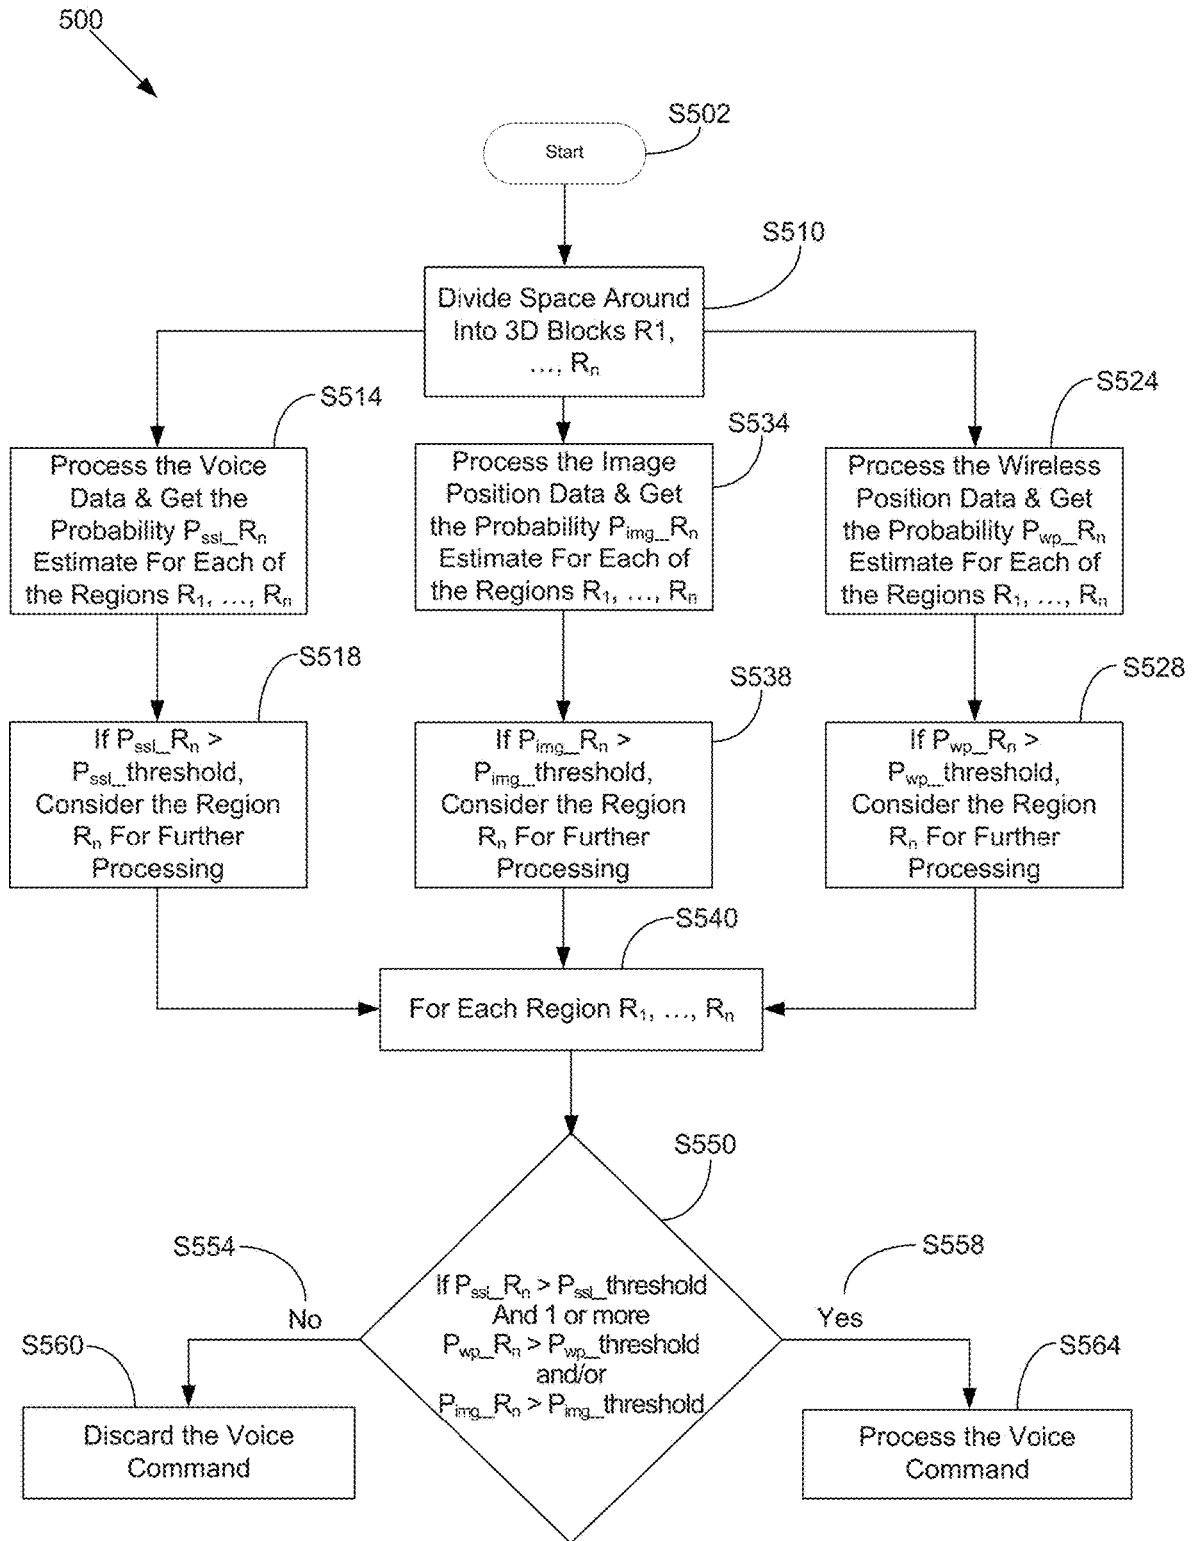 500
S502
Start
S510
Divide Space Around
Into 3D Blocks R1,
..., Rn
S514
Process the Voice
Data & Get the
Probability Pssl_Rn
Estimate For Each of
the Regions R1, ..., Rn
S534
Process the Image
Position Data & Get
the Probability Pimg_Rn
Estimate For Each of
the Regions R1, ..., Rn
S524
Process the Wireless
Position Data & Get
the Probability Pwp_Rn
Estimate For Each of
the Regions R1, ..., Rn
S518
If Pssl_Rn >
Pssl_threshold,
Consider the Region
Rn For Further
Processing
S538
If Pimg_Rn >
Pimg_threshold,
Consider the Region
Rn For Further
Processing
S528
If Pwp_Rn >
Pwp_threshold,
Consider the Region
Rn For Further
Processing
S540
For Each Region R1, ..., Rn
S550
If Pssl_Rn > Pssl_threshold
And 1 or more
Pwp_Rn > Pwp_threshold
and/or
Pimg_Rn > Pimg_threshold
S554
No
S558
Yes
S560
Discard the Voice
Command
S564
Process the Voice
Command